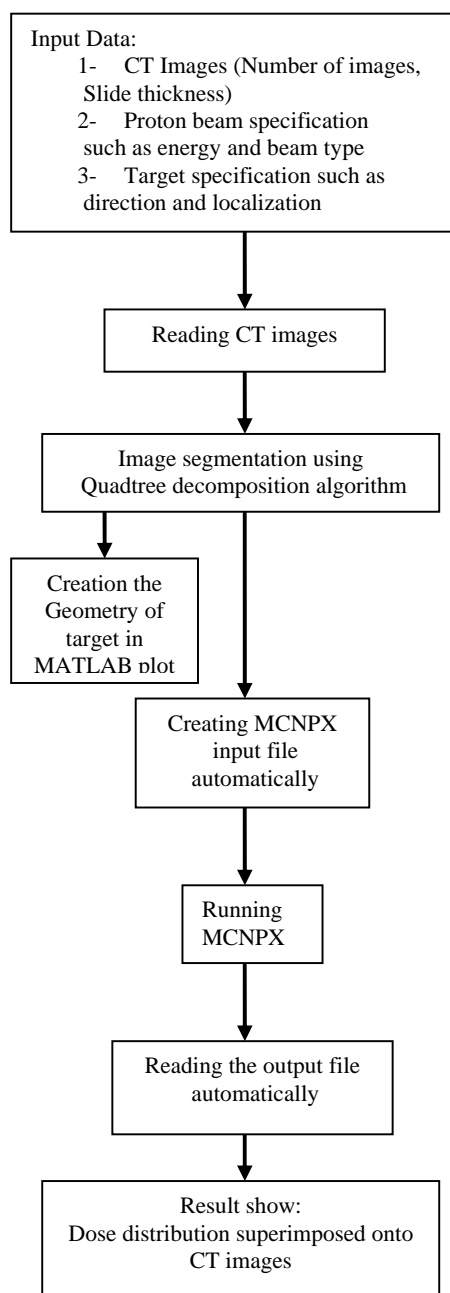 Input Data:
1- CT Images (Number of images,
Slide thickness)
2- Proton beam specification
such as energy and beam type
3- Target specification such as
direction and localization
Reading CT images
Image segmentation using
Quadtree decomposition algorithm
Creation the
Geometry of
target in
MATLAB plot
Creating MCNPX
input file
automatically
Running
MCNPX
Reading the output file
automatically
Result show:
Dose distribution superimposed onto
CT images